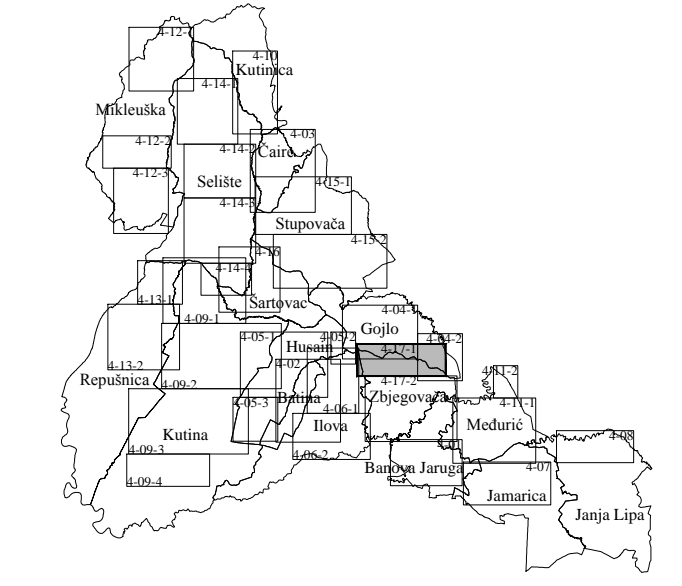 4-12-
4-10
Kutinica
4-14-1
Mikleuška
4-03
4-12-2
4-14-2
Čaire
4-12-3
Selište
4-15-1
4-14-3
Stupovača
4-15-2
4-16
4-14-4
4-13-1
Šartovac
4-04-1
4-09-1
Gojlo
4-05-1
4-05-2
4-04-2
Husain
4-17-1
4-13-2
4-02
4-11-2
Repušnica
4-09-2
4-17-2
Batina
Zbjegovača
4-05-3
4-06-1
4-11-1
Ilova
Međurić
Kutina
4-08
4-09-3
4-06-2
Banova Jaruga
4-07
4-09-4
Jamarica
Janja Lipa